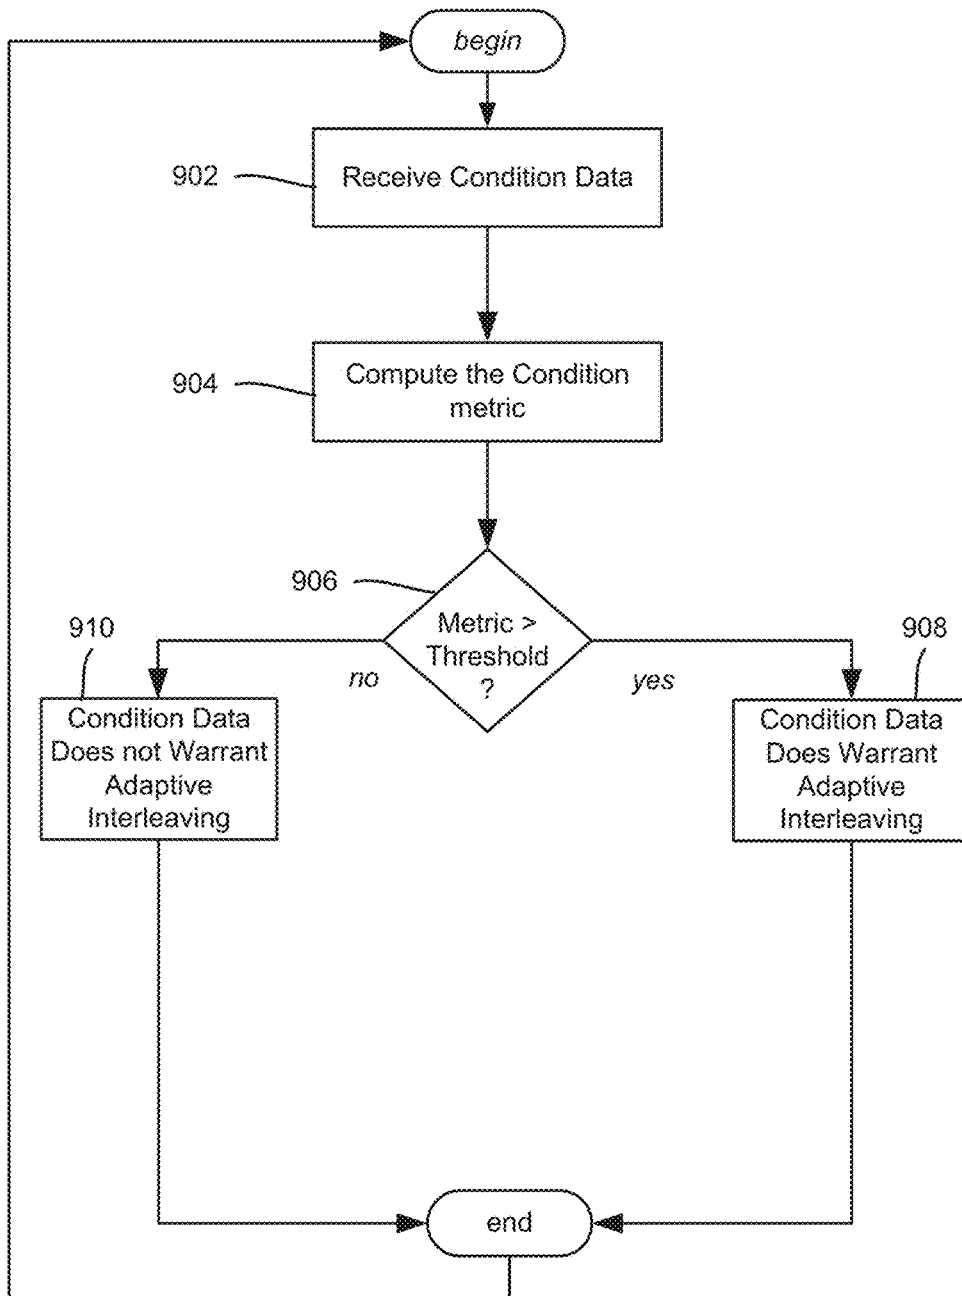 begin
902
Receive Condition Data
904
Compute the Condition
metric
906
Metric >
Threshold
?
no
yes
910
Condition Data
Does not Warrant
Adaptive
Interleaving
908
Condition Data
Does Warrant
Adaptive
Interleaving
end